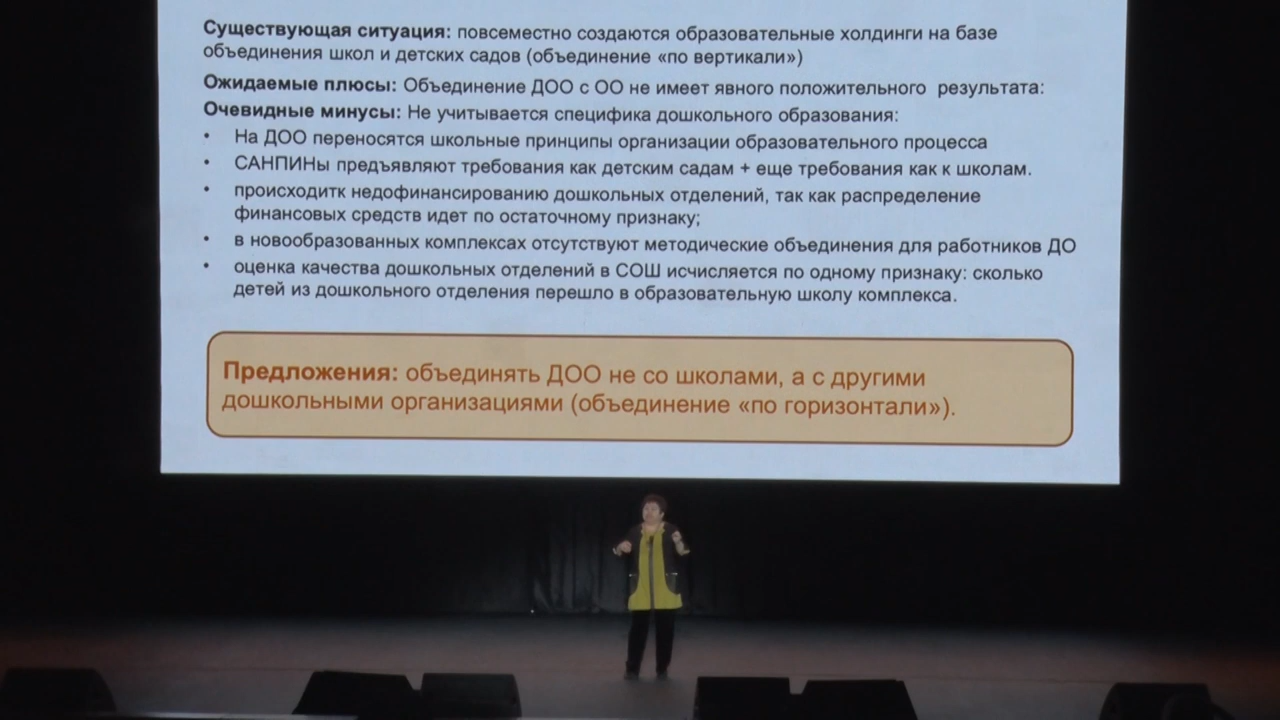 Существующая ситуация: повсеместно создаются образовательные холдинги на базе
объединения школ и детских садов (объединение «по вертикали»)
Ожидаемые плюсы: Объединение ДОО с ОО не имеет явного положительного результата:
Очевидные минусы: Не учитывается специфика дошкольного образования:
• На ДОО переносятся школьные принципы организации образовательного процесса
• САНПИНы предъявляют требования как детским садам + еще требования как к школам.
• происходитк недофинансированию дошкольных отделений, так как распределение
финансовых средств идет по остаточному признаку;
• в новообразованных комплексах отсутствуют методические объединения для работников ДО
• оценка качества дошкольных отделений в СОШ исчисляется по одному признаку: сколько
детей из дошкольного отделения перешло в образовательную школу комплекса.
Предложения: объединять ДОО не со школами, а с другими
дошкольными организациями (объединение «по горизонтали»).